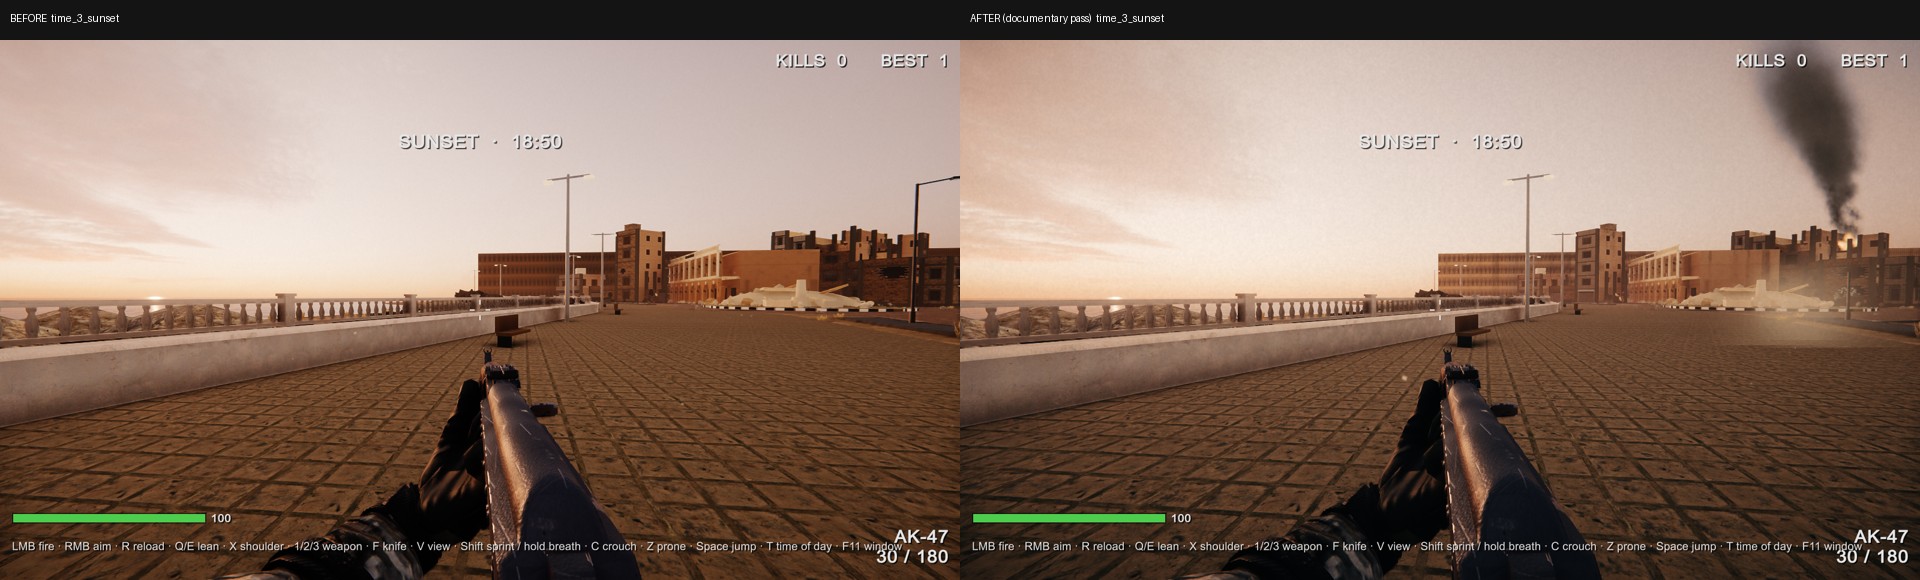 BEFORE time_3_sunset
KILLS 0 BEST 1
SUNSET · 18:50
100
AK-47
LMB fire · RMB aim · R reload · Q/E lean · X shoulder · 1/2/3 weapon · F knife · V view · Shift sprint / hold breath · C crouch · Z prone · Space jump · T time of day · F11 window
30 / 180
AFTER (documentary pass) time_3_sunset
KILLS 0 BEST 1
SUNSET · 18:50
100
AK-47
LMB fire · RMB aim · R reload · Q/E lean · X shoulder · 1/2/3 weapon · F knife · V view · Shift sprint / hold breath · C crouch · Z prone · Space jump · T time of day · F11 window
30 / 180